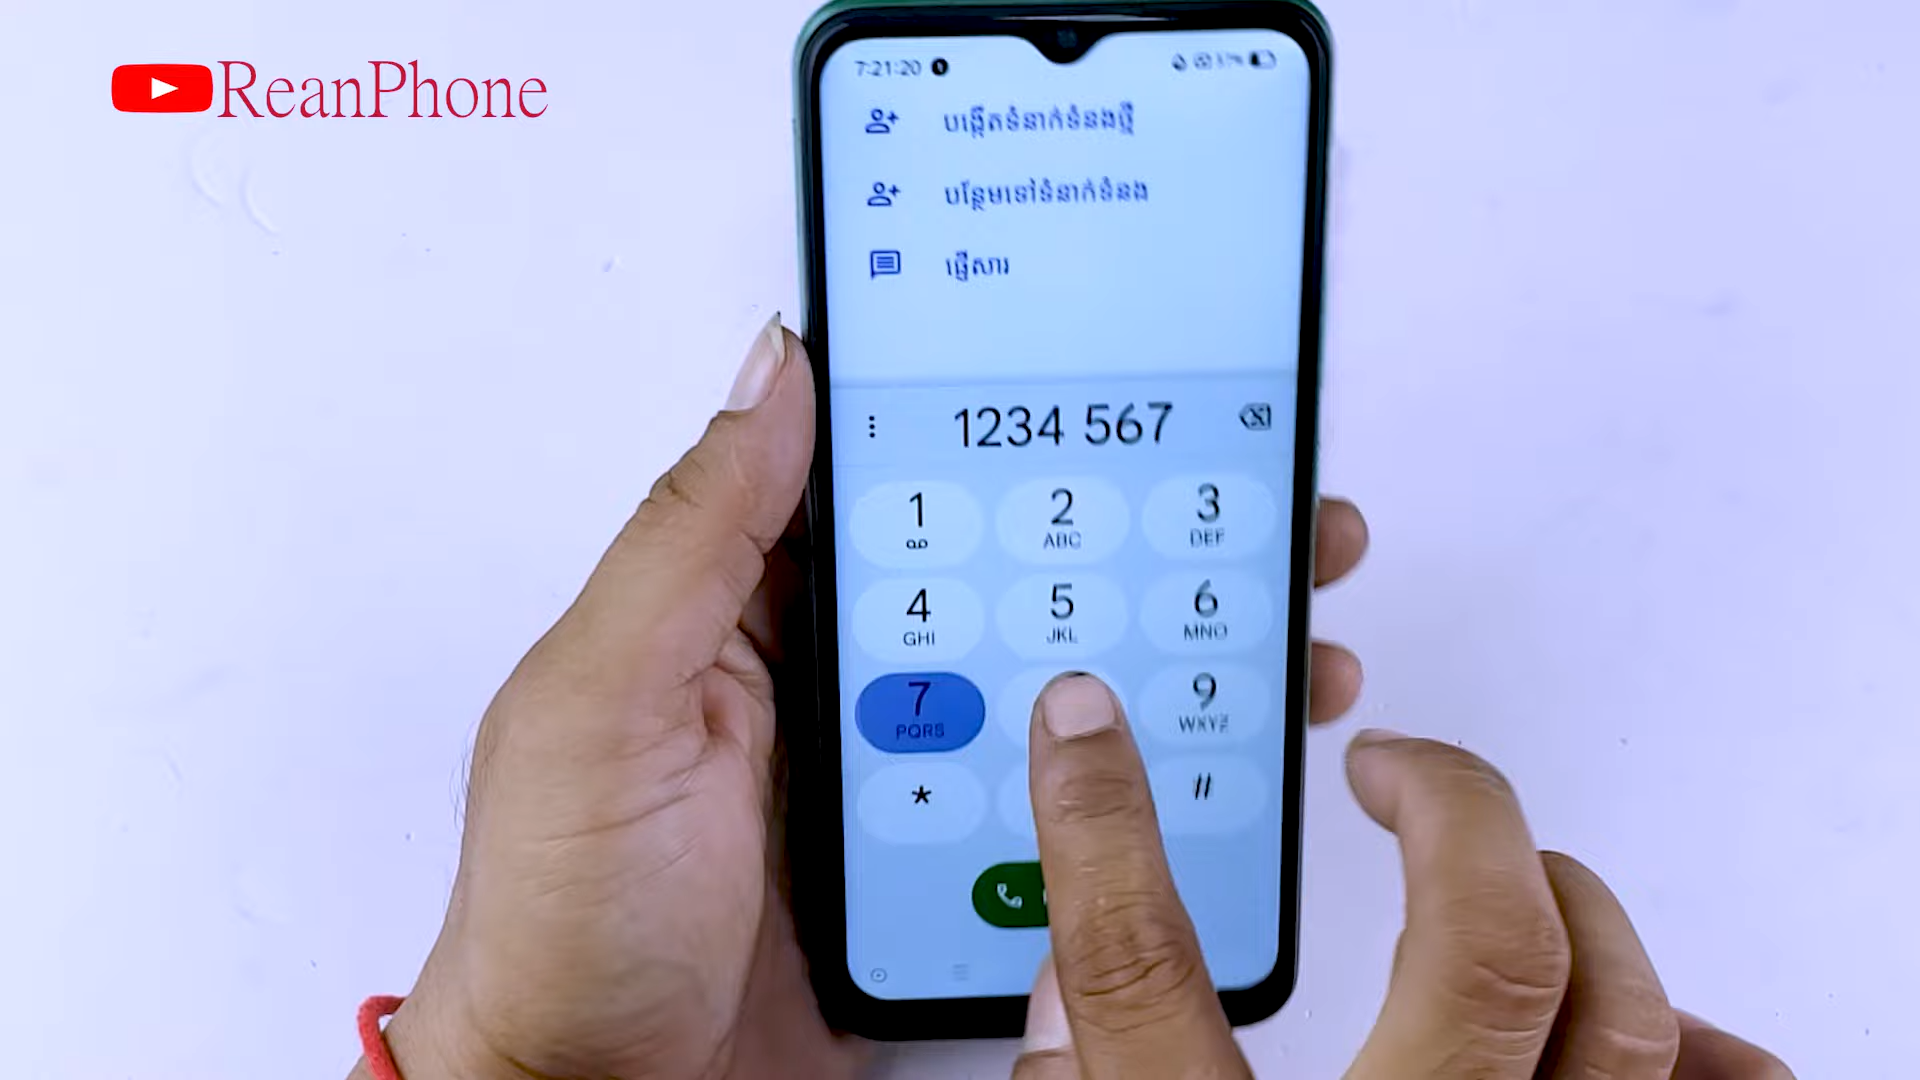 ReanPhone
7:21:20
បង្កើតទំនាក់ទំនងថ្មី
បន្ថែមទៅទំនាក់ទំនង
ផ្ញើសារ
1234 567
1 2 ABC 3 DEF
4 GHI 5 JKL 6 MNO
7 PQRS 9 WXYZ
* #